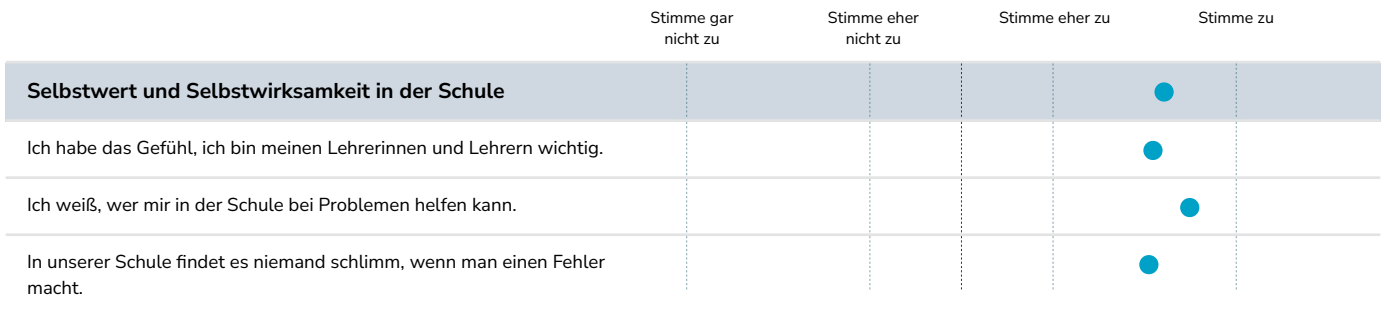 Stimme gar
nicht zu
Stimme eher
nicht zu
Stimme eher zu
Stimme zu
Selbstwert und Selbstwirksamkeit in der Schule
Ich habe das Gefühl, ich bin meinen Lehrerinnen und Lehrern wichtig.
Ich weiß, wer mir in der Schule bei Problemen helfen kann.
In unserer Schule findet es niemand schlimm, wenn man einen Fehler
macht.